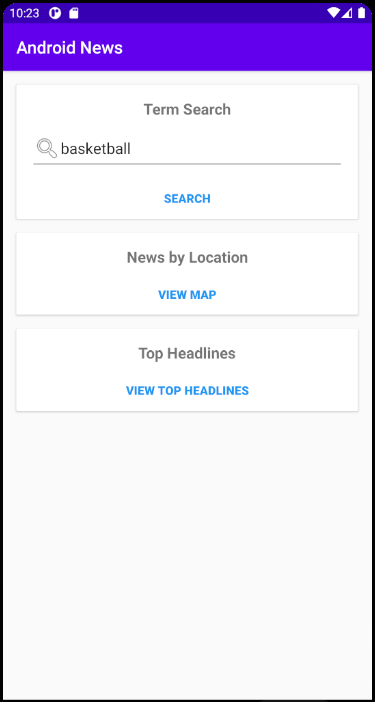 10:23
Android News
Term Search
basketball
SEARCH
News by Location
VIEW MAP
Top Headlines
VIEW TOP HEADLINES